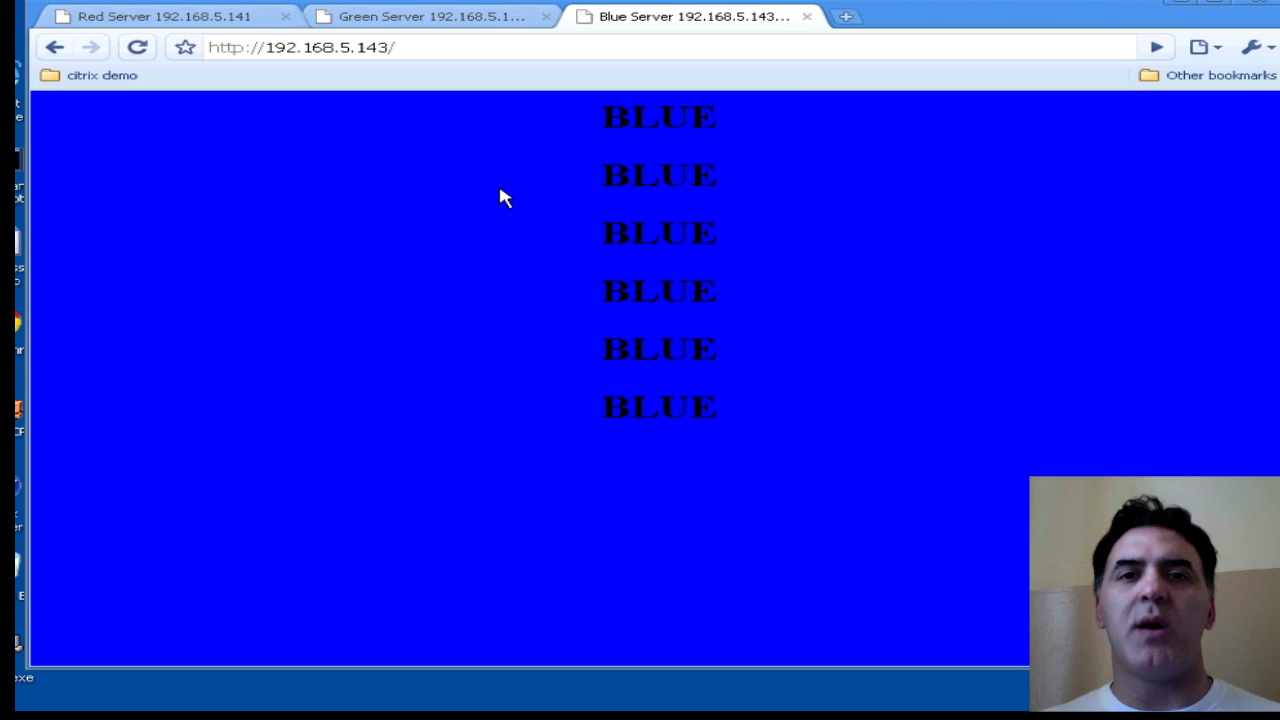 Red Server 192.168.5.141
Green Server 192.168.5.1...
Blue Server 192.168.5.143...
http://192.168.5.143/
citrix demo
Other bookmarks
BLUE
BLUE
BLUE
BLUE
BLUE
BLUE